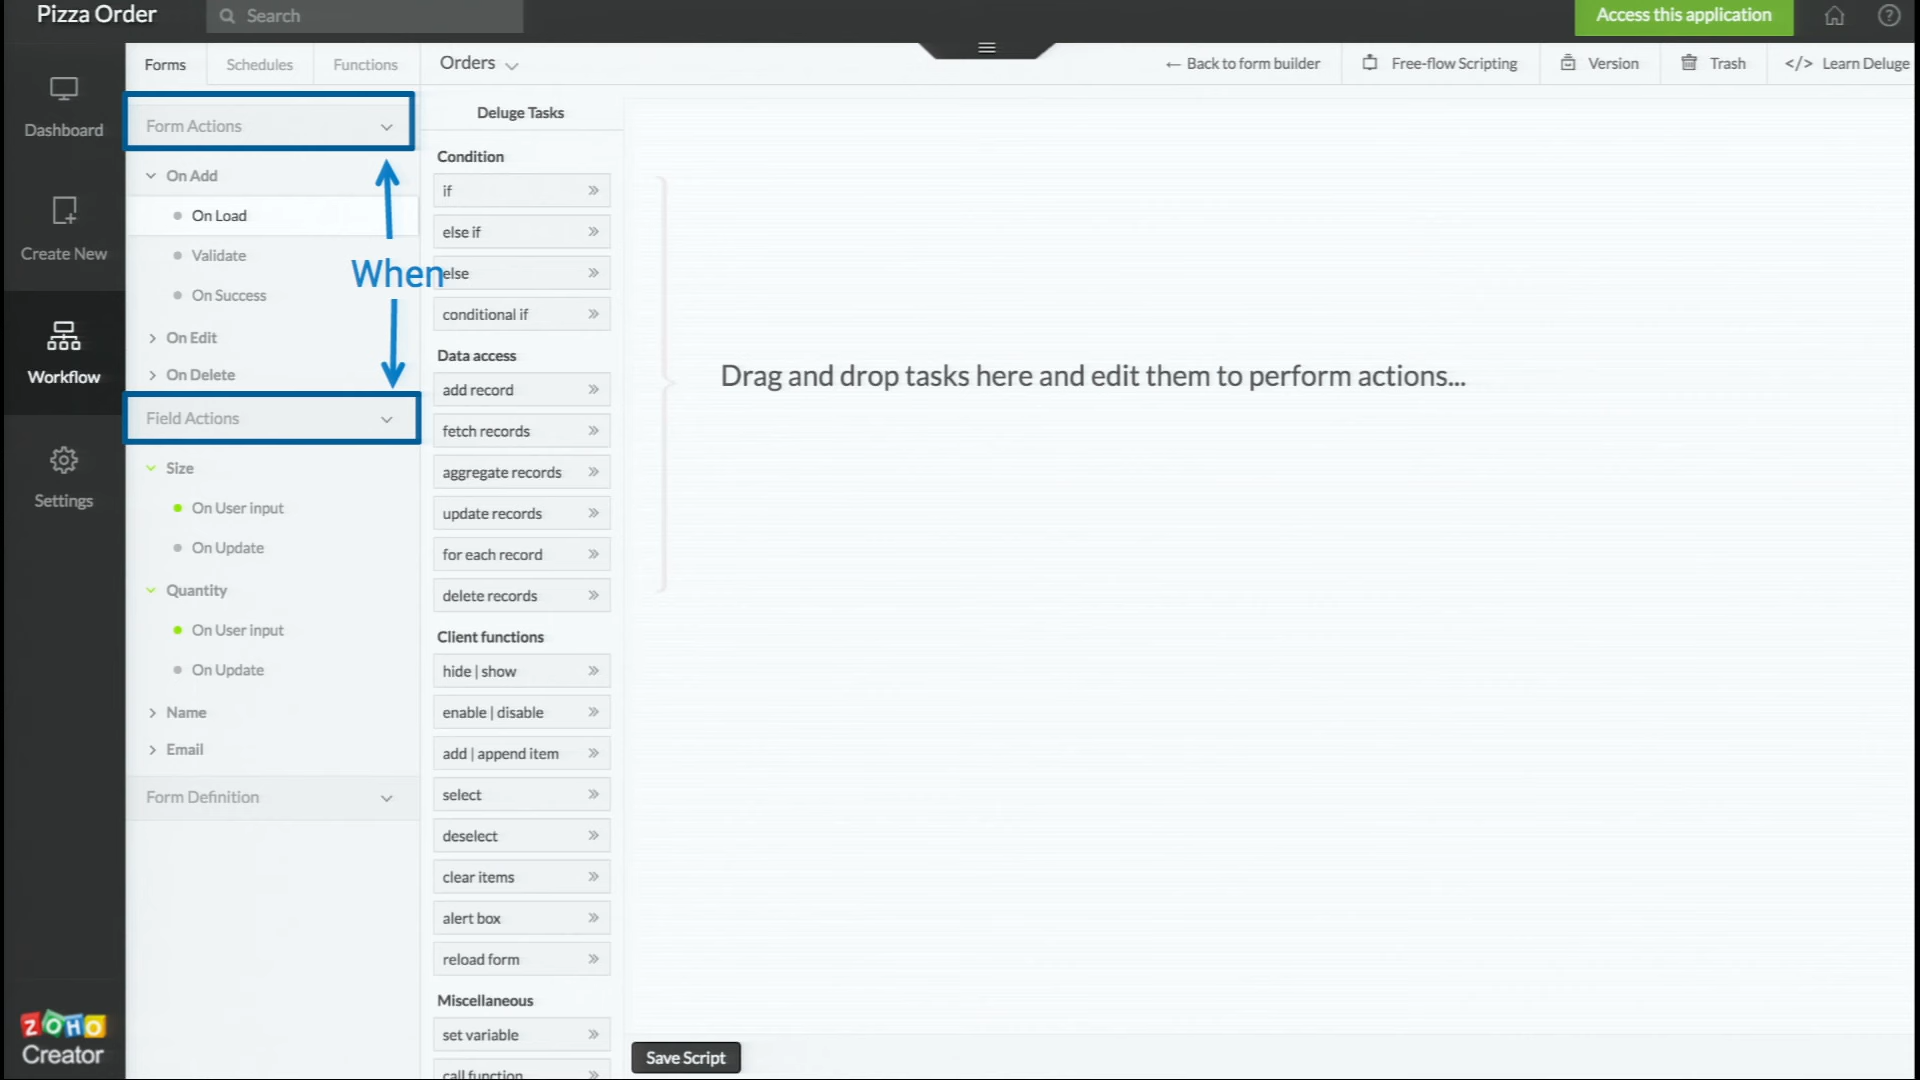 Pizza Order
Search
Access this application
Dashboard
Create New
Workflow
Settings
ZOHO
Creator
Forms
Schedules
Functions
Form Actions
On Add
On Load
Validate
On Success
On Edit
On Delete
When
Field Actions
Size
On User input
On Update
Quantity
On User input
On Update
Name
Email
Form Definition
Orders
← Back to form builder
Free-flow Scripting
Version
Trash
</> Learn Deluge
Deluge Tasks
Condition
if
else if
else
conditional if
Data access
add record
fetch records
aggregate records
update records
for each record
delete records
Client functions
hide | show
enable | disable
add | append item
select
deselect
clear items
alert box
reload form
Miscellaneous
set variable
call function
Drag and drop tasks here and edit them to perform actions...
Save Script